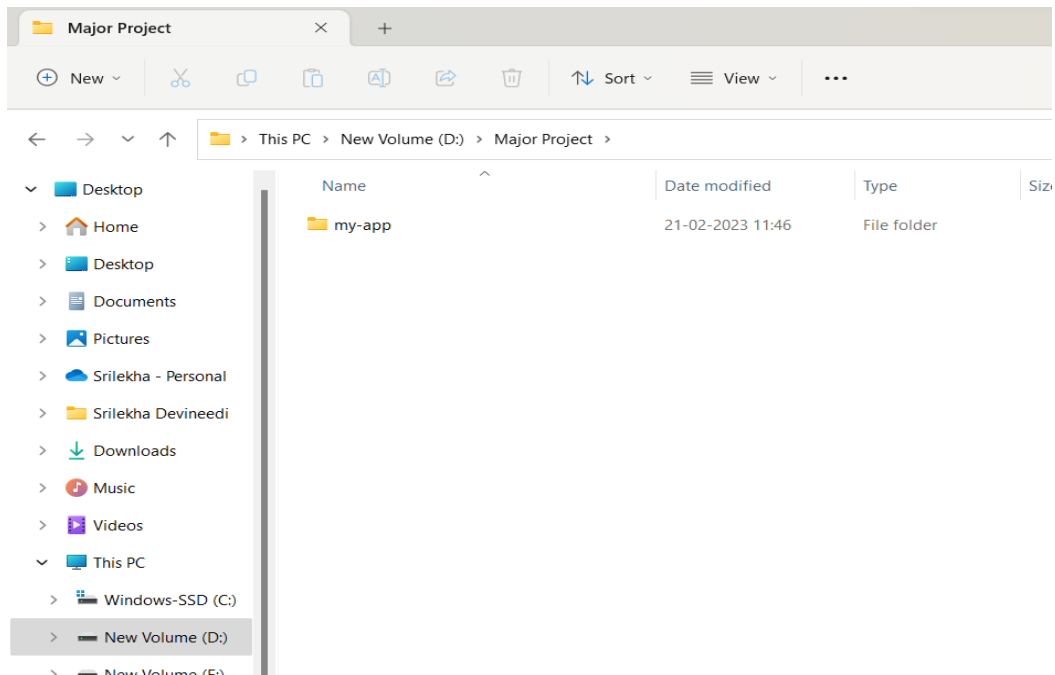 Major Project
New
Sort
View
This PC > New Volume (D:) > Major Project >
Name
Date modified
Type
my-app
21-02-2023 11:46
File folder
Desktop
Home
Desktop
Documents
Pictures
Srilekha - Personal
Srilekha Devineedi
Downloads
Music
Videos
This PC
Windows-SSD (C:)
New Volume (D:)
New Volume